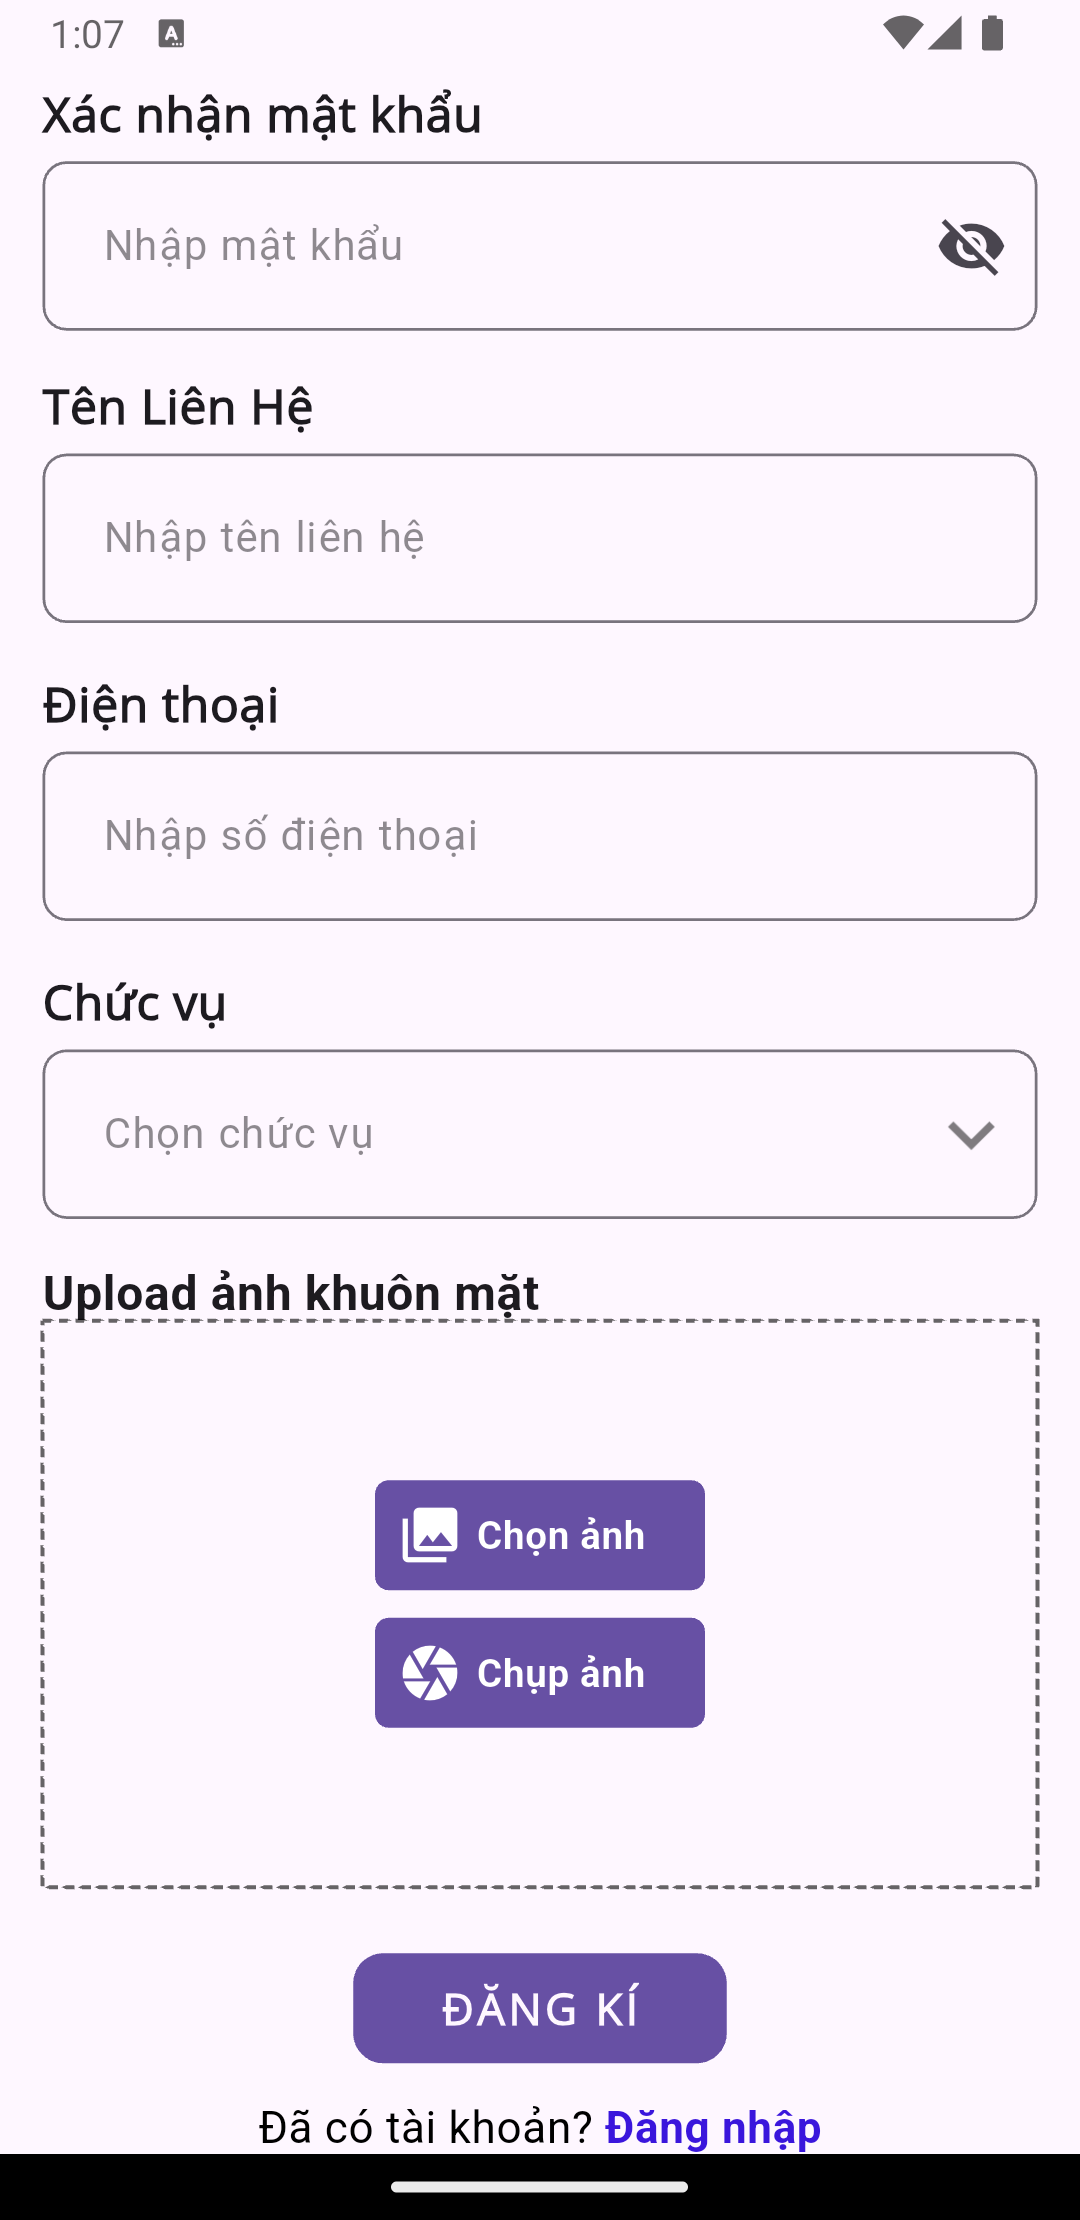 1:07
Xác nhận mật khẩu
Nhập mật khẩu
Tên Liên Hệ
Nhập tên liên hệ
Điện thoại
Nhập số điện thoại
Chức vụ
Chọn chức vụ
Upload ảnh khuôn mặt
Chọn ảnh
Chụp ảnh
ĐĂNG KÍ
Đã có tài khoản? Đăng nhập